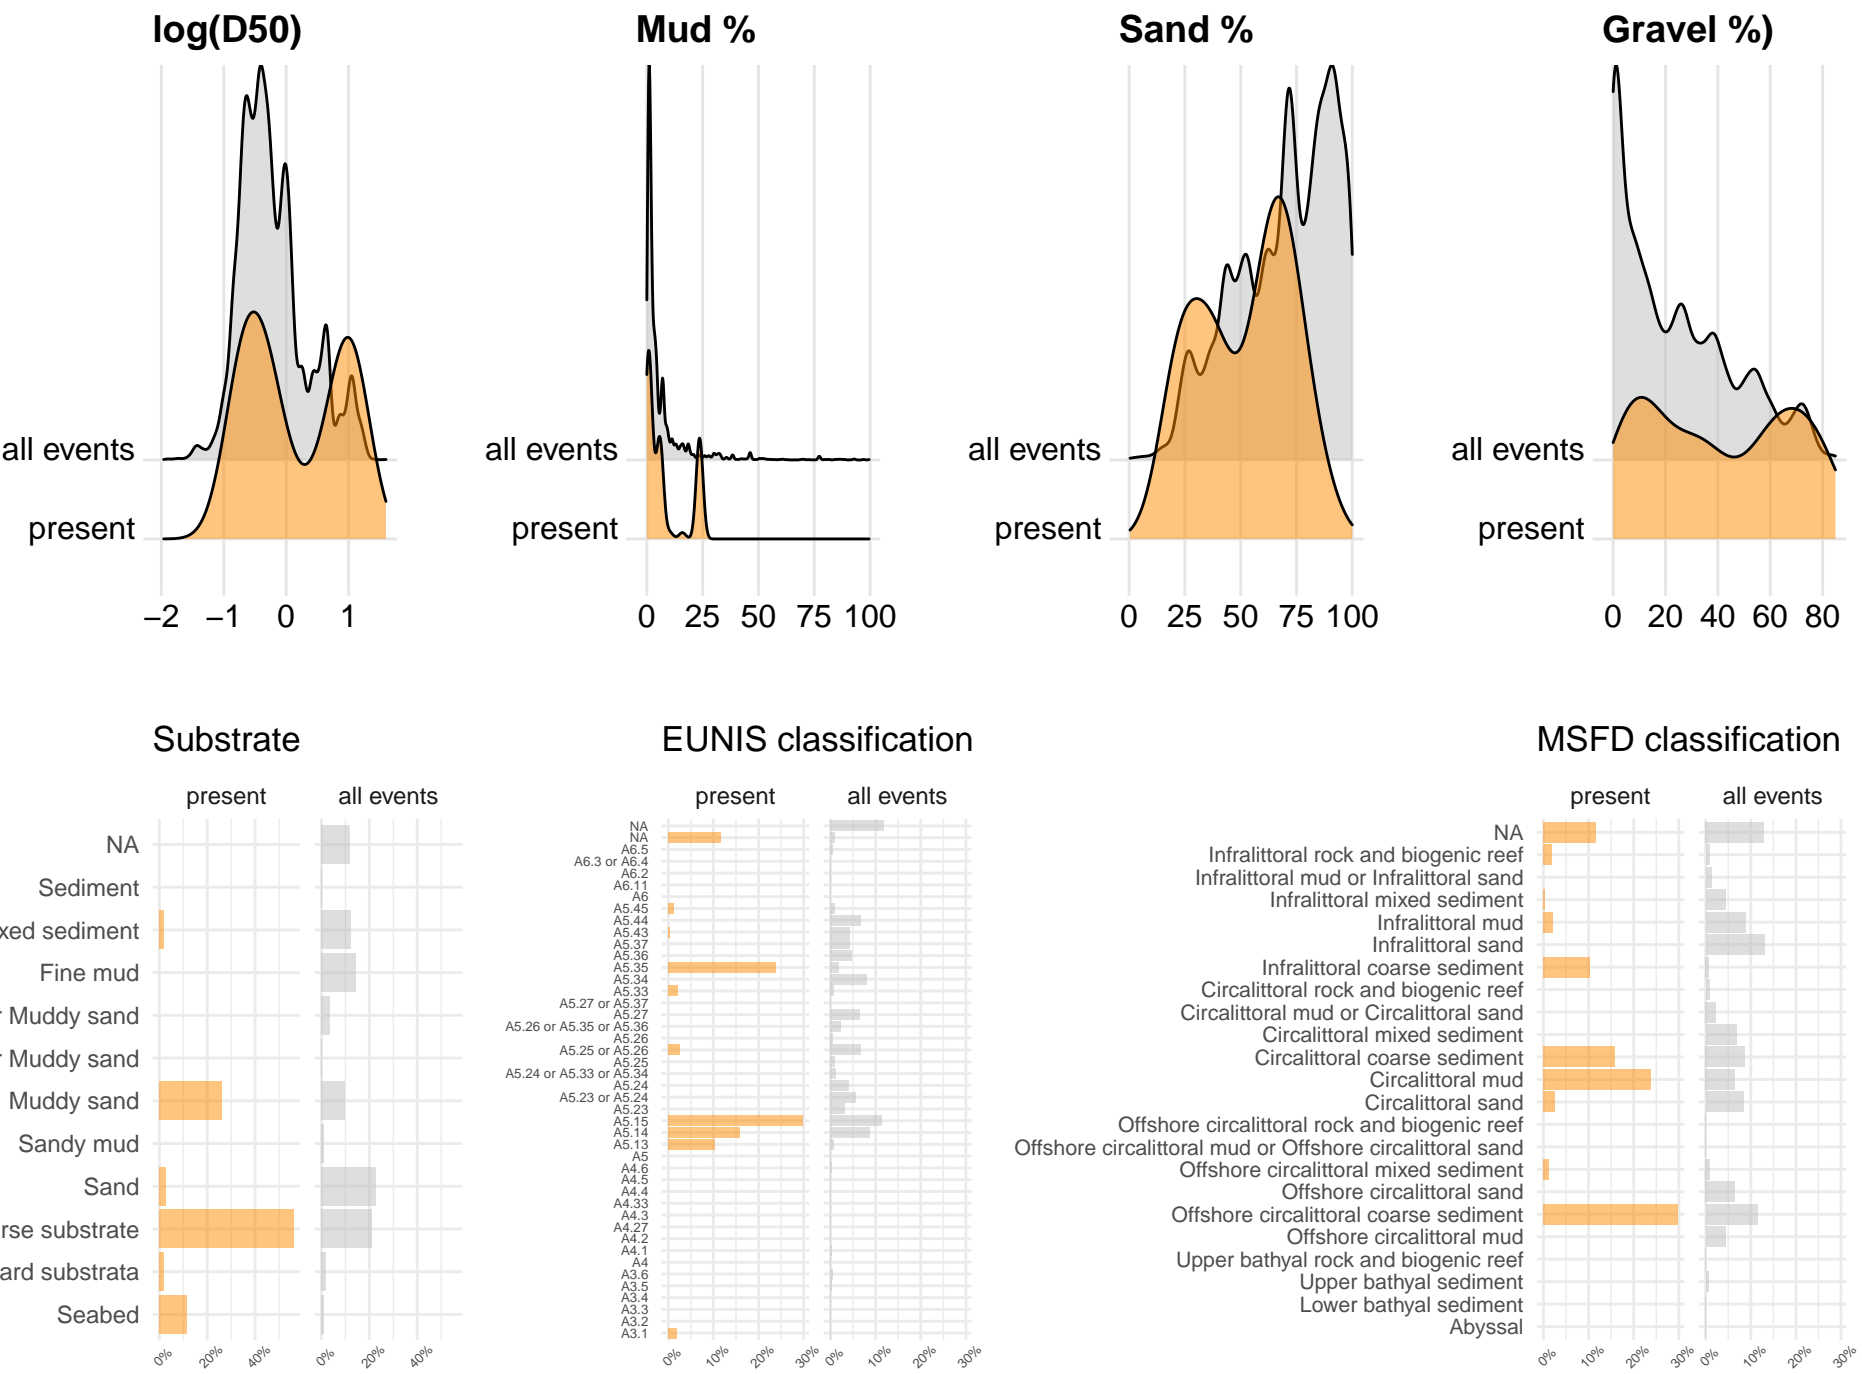 log(D50)
Mud %
Sand %
Gravel %)
all events
present
−2 −1 0 1
all events
present
0 25 50 75 100
all events
present
0 25 50 75 100
all events
present
0 20 40 60 80
Substrate
present all events
NA
Sediment
xed sediment
Fine mud
r Muddy sand
r Muddy sand
Muddy sand
Sandy mud
Sand
rse substrate
ard substrata
Seabed
0% 20% 40% 0% 20% 40%
EUNIS classification
present all events
NA
NA
A6.5
A6.3 or A6.4
A6.2
A6.11
A6
A5.45
A5.44
A5.43
A5.37
A5.36
A5.35
A5.34
A5.33
A5.27 or A5.37
A5.27
A5.26 or A5.35 or A5.36
A5.26
A5.25 or A5.26
A5.25
A5.24 or A5.33 or A5.34
A5.24
A5.23 or A5.24
A5.23
A5.15
A5.14
A5.13
A5
A4.6
A4.5
A4.4
A4.33
A4.3
A4.27
A4.2
A4.1
A4
A3.6
A3.5
A3.4
A3.3
A3.2
A3.1
0% 10% 20% 30% 0% 10% 20% 30%
MSFD classification
present all events
NA
Infralittoral rock and biogenic reef
Infralittoral mud or Infralittoral sand
Infralittoral mixed sediment
Infralittoral mud
Infralittoral sand
Infralittoral coarse sediment
Circalittoral rock and biogenic reef
Circalittoral mud or Circalittoral sand
Circalittoral mixed sediment
Circalittoral coarse sediment
Circalittoral mud
Circalittoral sand
Offshore circalittoral rock and biogenic reef
Offshore circalittoral mud or Offshore circalittoral sand
Offshore circalittoral mixed sediment
Offshore circalittoral sand
Offshore circalittoral coarse sediment
Offshore circalittoral mud
Upper bathyal rock and biogenic reef
Upper bathyal sediment
Lower bathyal sediment
Abyssal
0% 10% 20% 30% 0% 10% 20% 30%